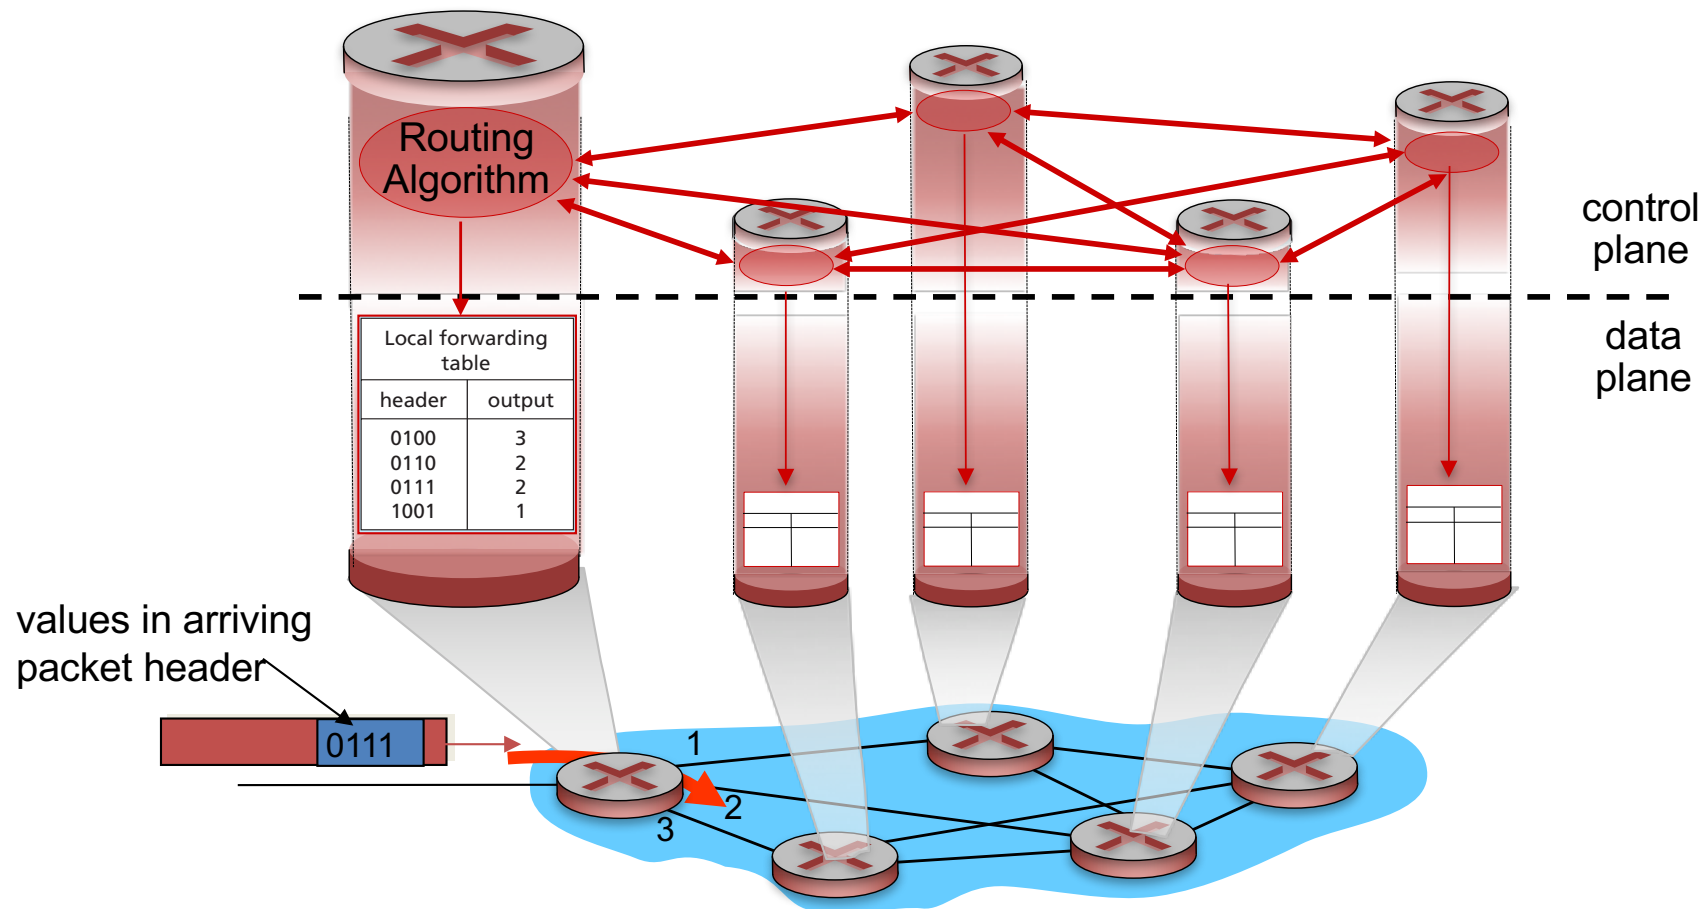 Routing
Algorithm
control
plane
data
plane
Local forwarding
table
header output
0100 3
0110 2
0111 2
1001 1
values in arriving
packet header
0111
1
2
3